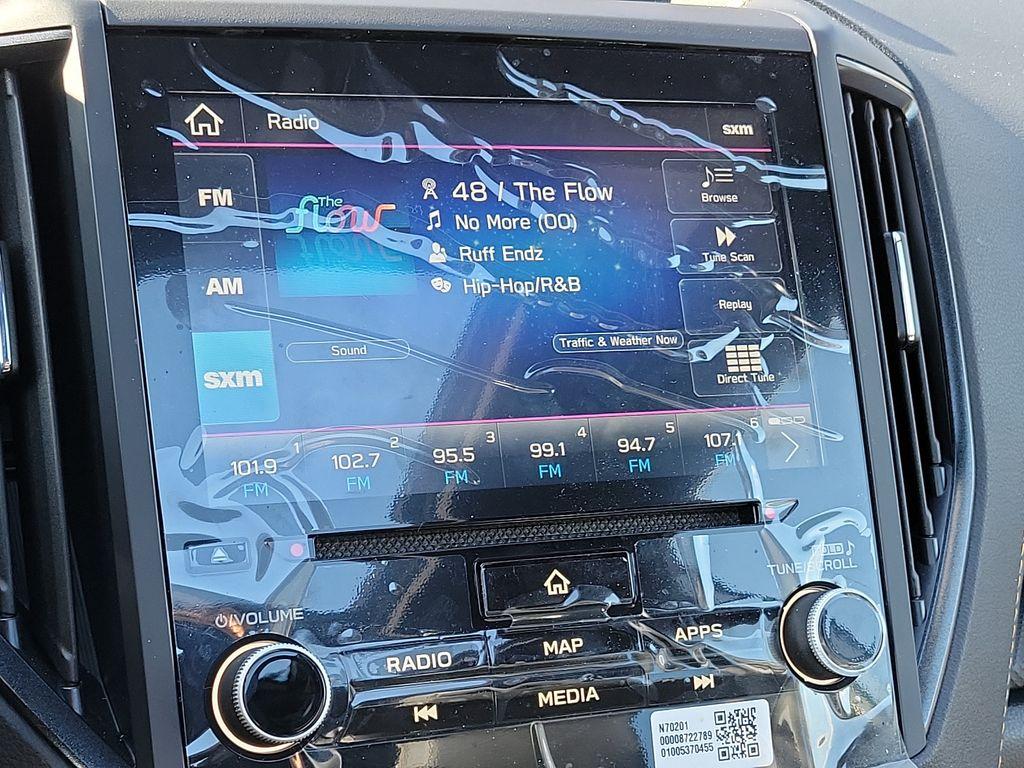 Radio
sxm
FM
AM
sxm
The
flow
48 / The Flow
No More (00)
Ruff Endz
Hip-Hop/R&B
Browse
Tune Scan
Replay
Direct Tune
Sound
Traffic & Weather Now
1
101.9
FM
2
102.7
FM
3
95.5
FM
4
99.1
FM
5
94.7
FM
6
107.1
FM
VOLUME
HOLD
TUNE/SCROLL
RADIO
MAP
APPS
MEDIA
N70201
00008722789
01005370455